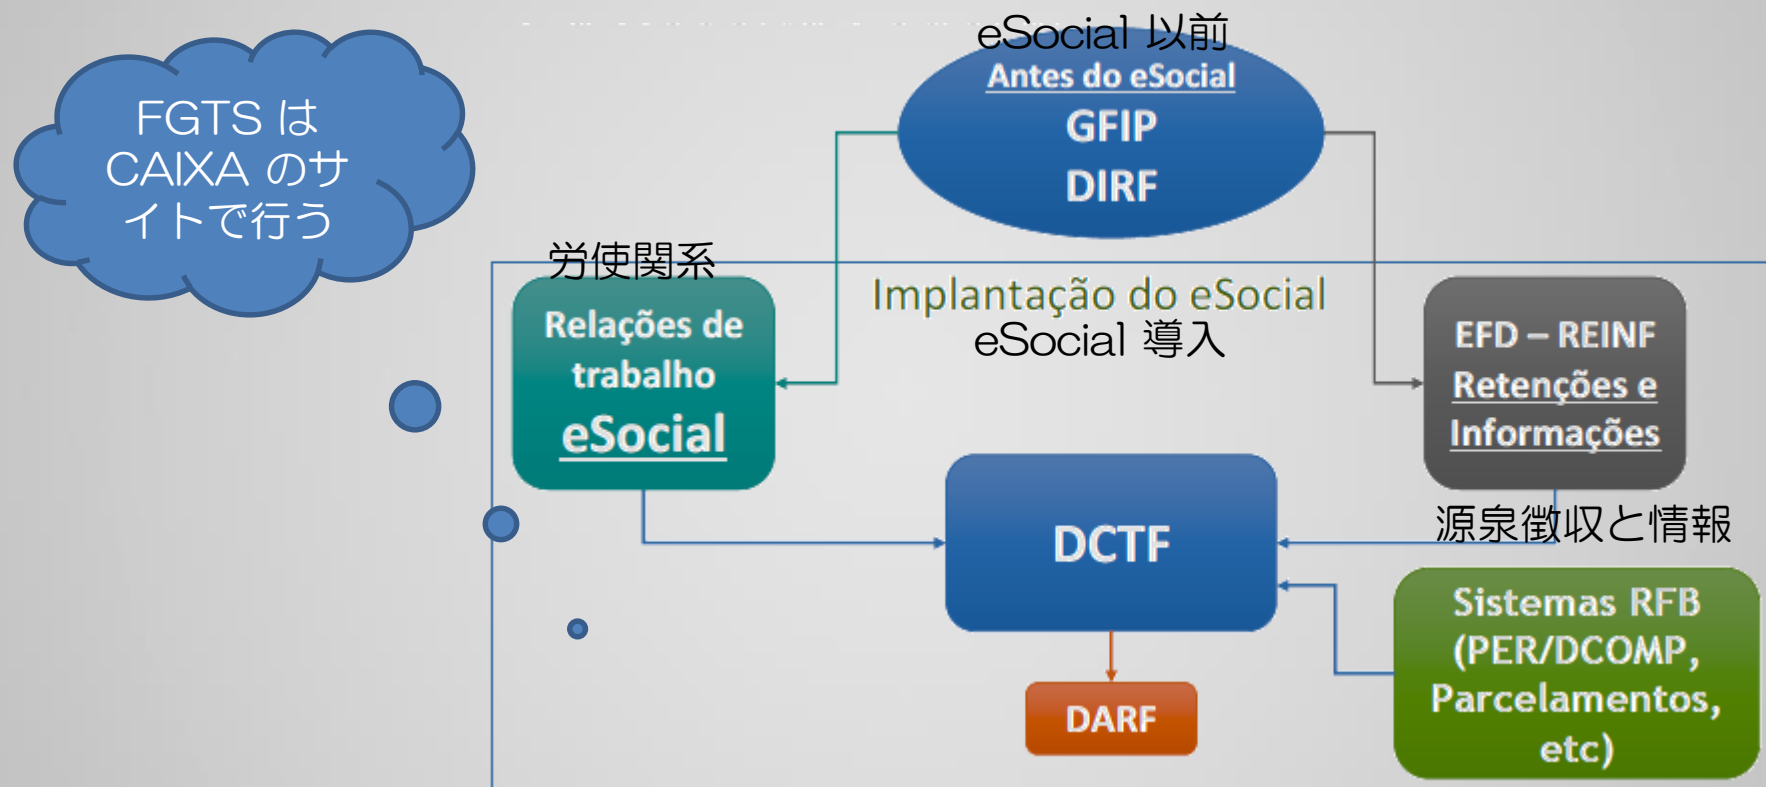 eSocial 以前
Antes do eSocial
GFIP
DIRF
FGTS は
CAIXA のサ
イトで行う
労使関系
Relações de
trabalho
eSocial
Implantação do eSocial
eSocial 導入
EFD – REINF
Retenções e
Informações
源泉徴収と情報
DCTF
Sistemas RFB
(PER/DCOMP,
Parcelamentos,
etc)
DARF